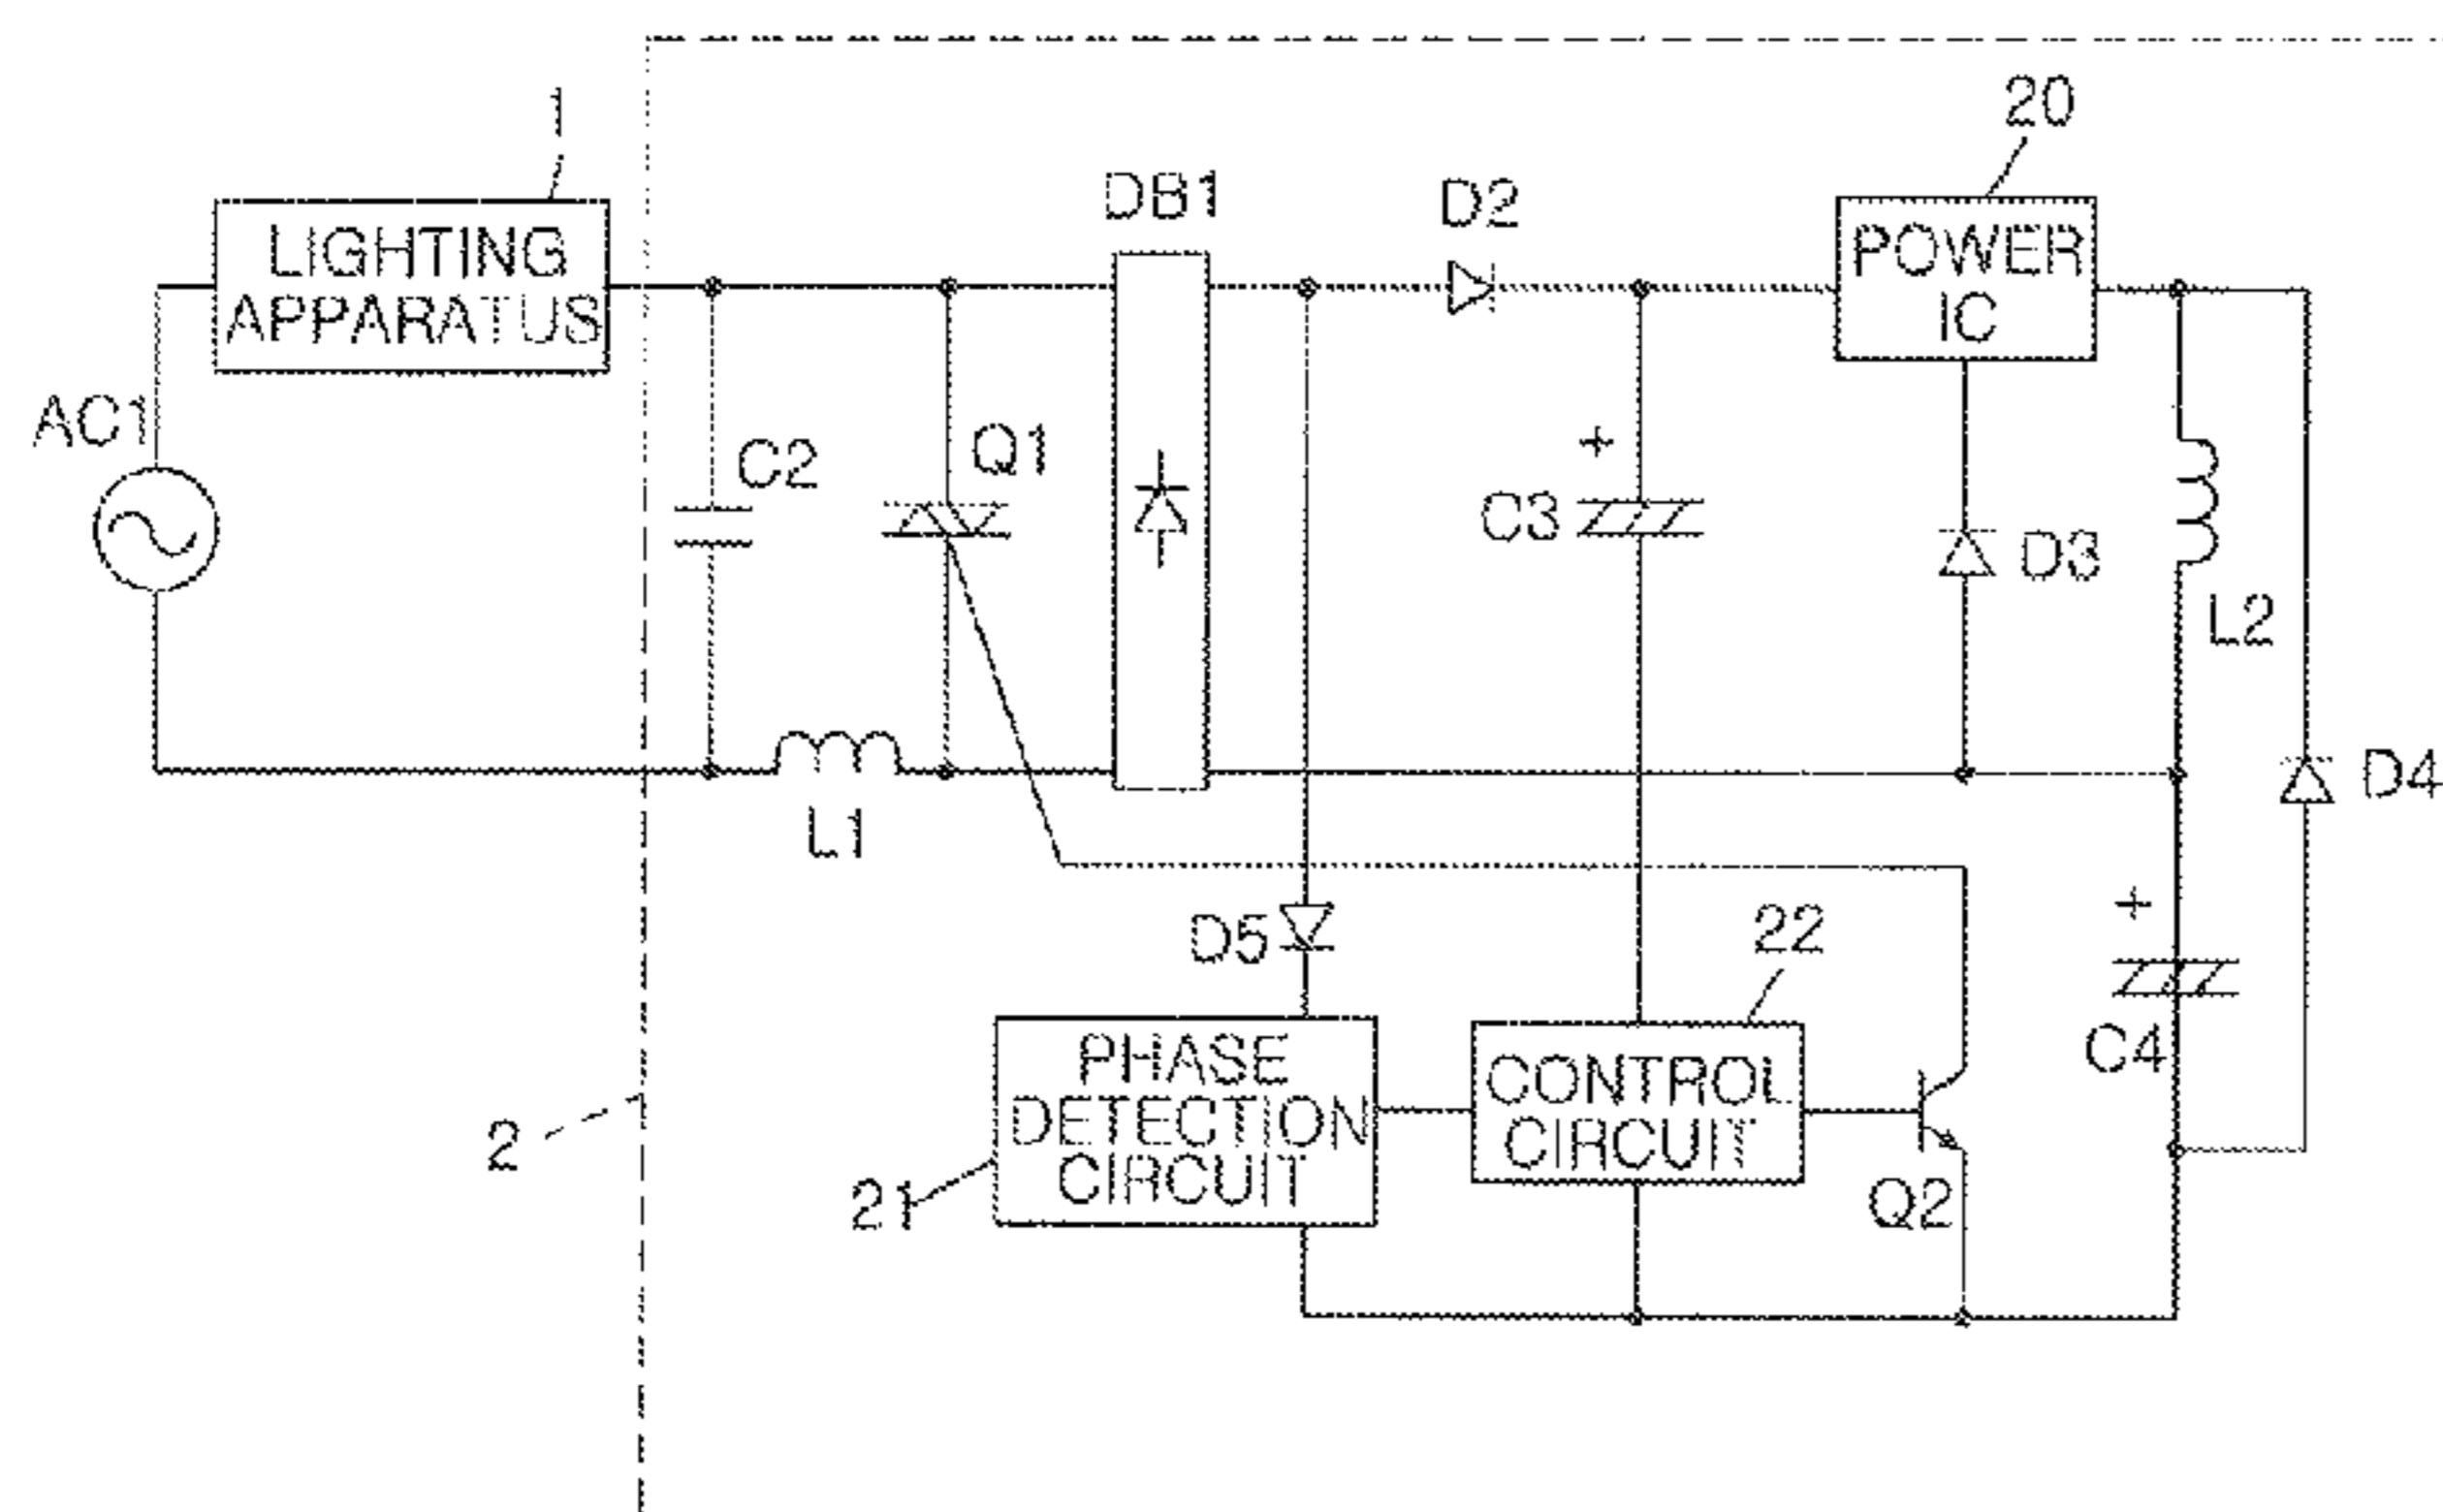 1
20
DB1
D2
LIGHTING
APPARATUS
POWER
IC
AC1
C2
Q1
+
C3
D3
L2
L1
D4
D5
22
+
PHASE
DETECTION
CIRCUIT
CONTROL
CIRCUIT
C4
2
21
Q2